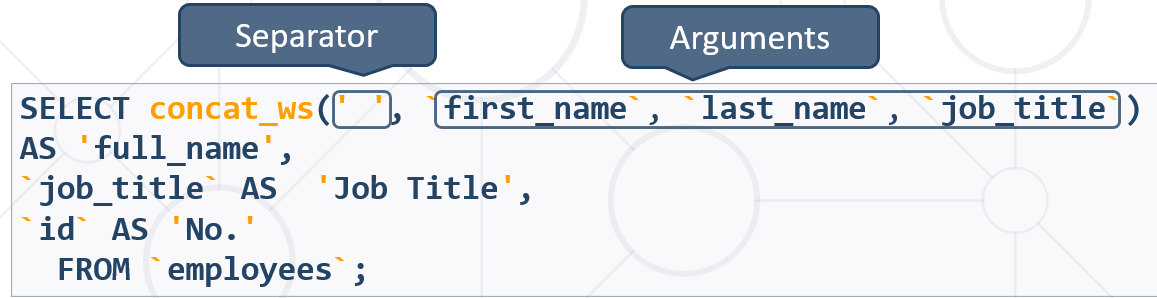 Separator
Arguments
SELECT concat_ws(' ', `first_name`, `last_name`, `job_title`)
AS 'full_name',
`job_title` AS  'Job Title',
`id` AS 'No.'
  FROM `employees`;